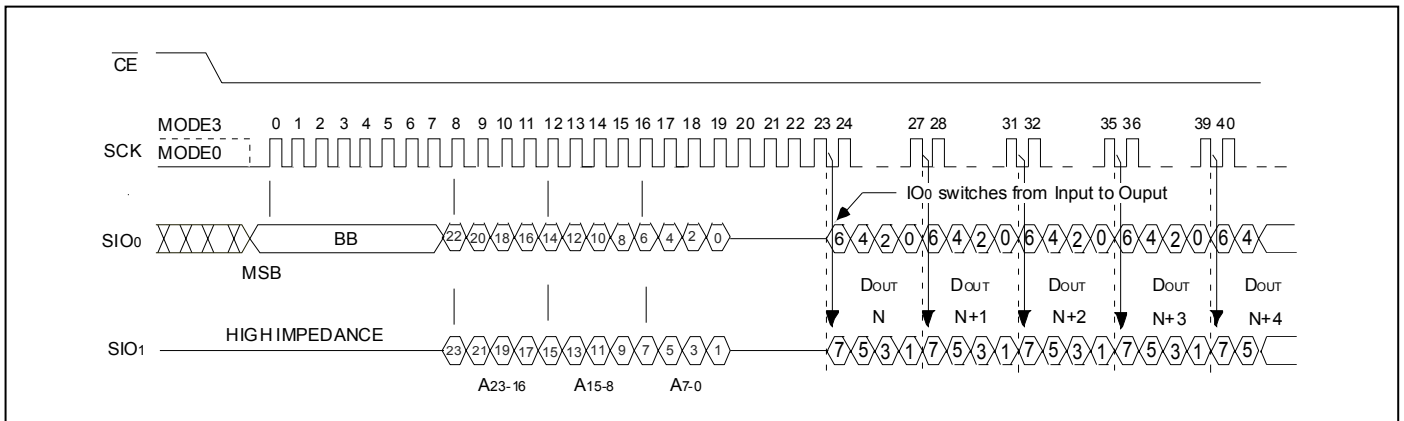 CE
MODE3
0 1 2 3 4 5 6 7 8 9 10 11 12 13 14 15 16 17 18 19 20 21 22 23 24 27 28 31 32 35 36 39 40
SCK
MODE0
IO0 switches from Input to Ouput
SIO0 BB 22 20 18 16 14 12 10 8 6 4 2 0 6 4 2 0 6 4 2 0 6 4 2 0 6 4 2 0 6 4
MSB
DOUT DOUT DOUT DOUT DOUT
N N+1 N+2 N+3 N+4
HIGH IMPEDANCE
SIO1 23 21 19 17 15 13 11 9 7 5 3 1 7 5 3 1 7 5 3 1 7 5 3 1 7 5 3 1 7 5
A23-16 A15-8 A7-0